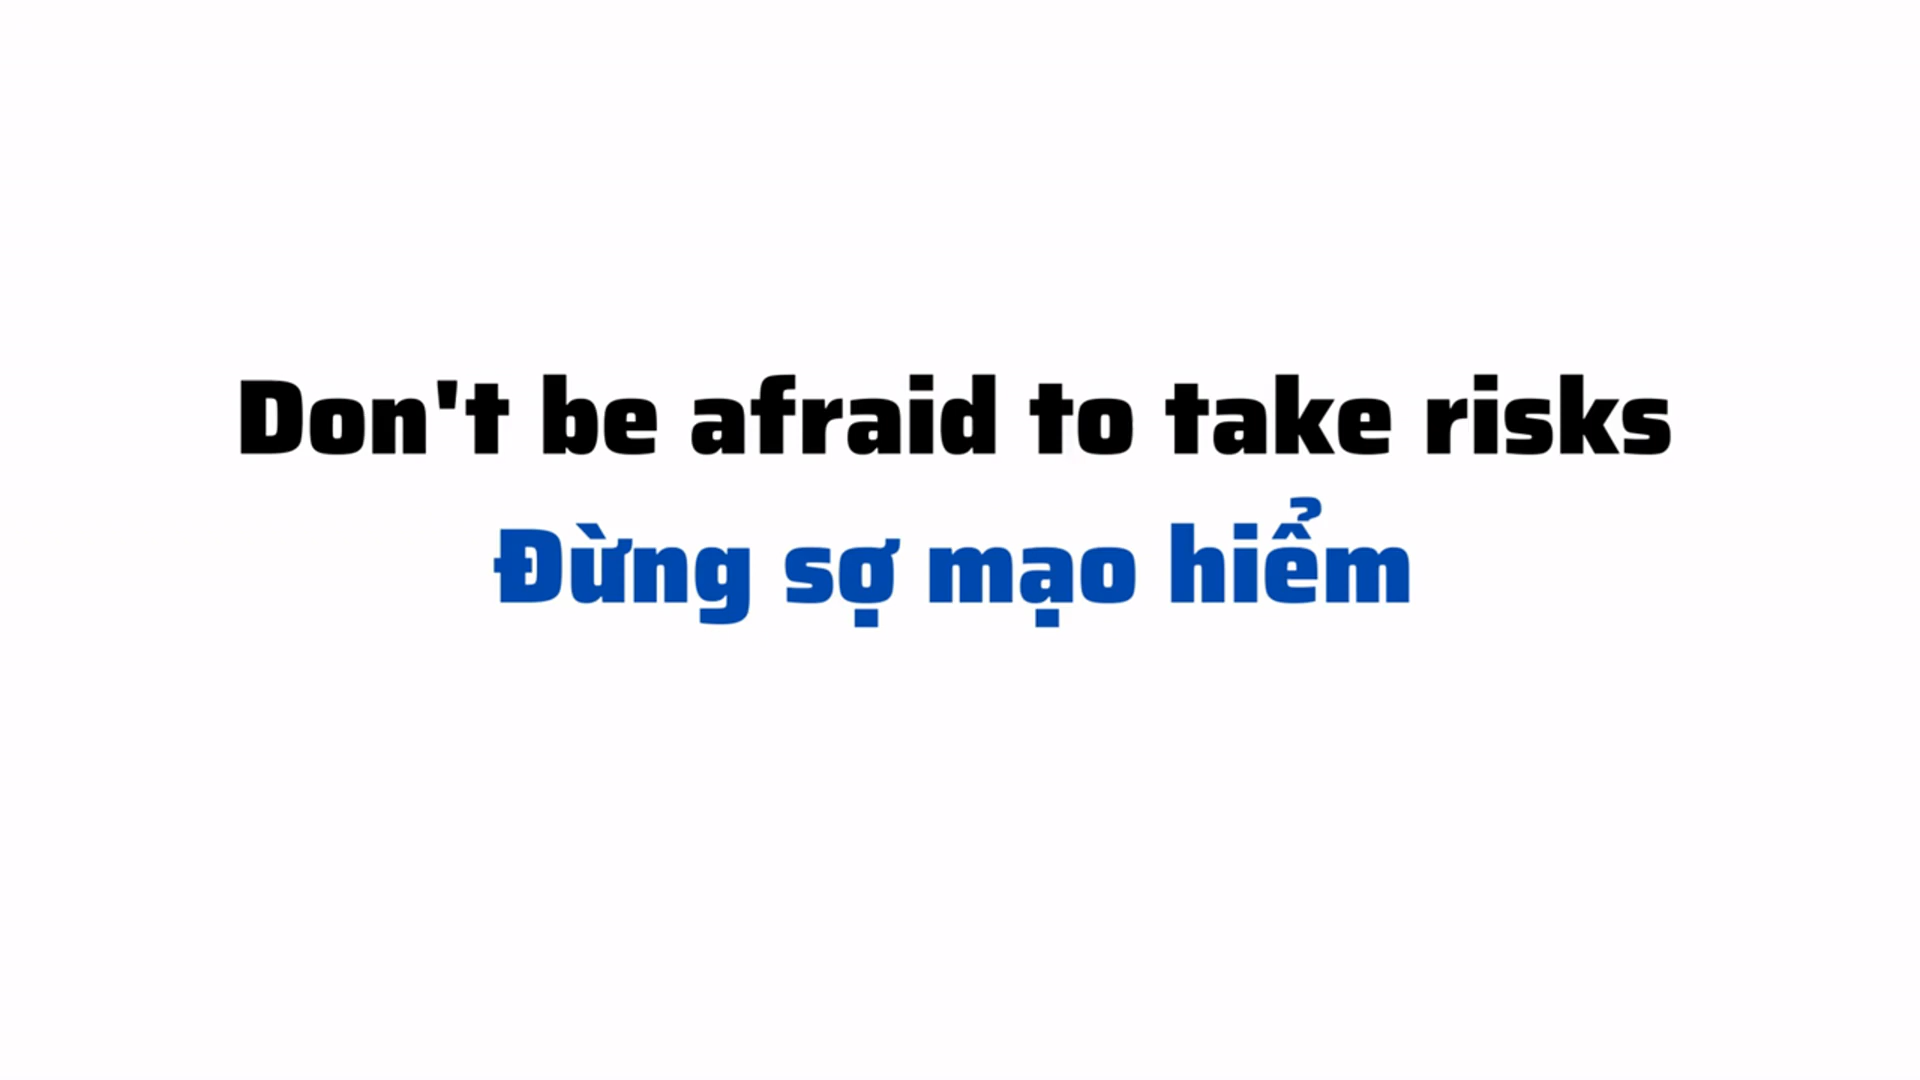 Don't be afraid to take risks
Đừng sợ mạo hiểm